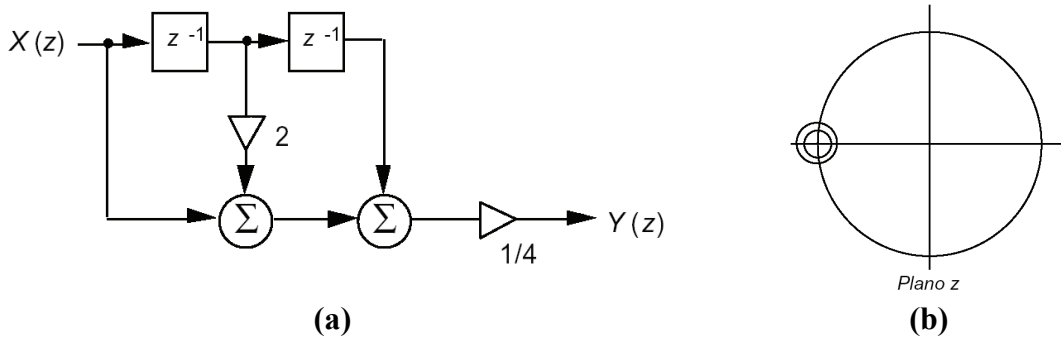 X(z)
z -1
z -1
2
Σ
Σ
1/4
Y(z)
(a)
Plano z
(b)